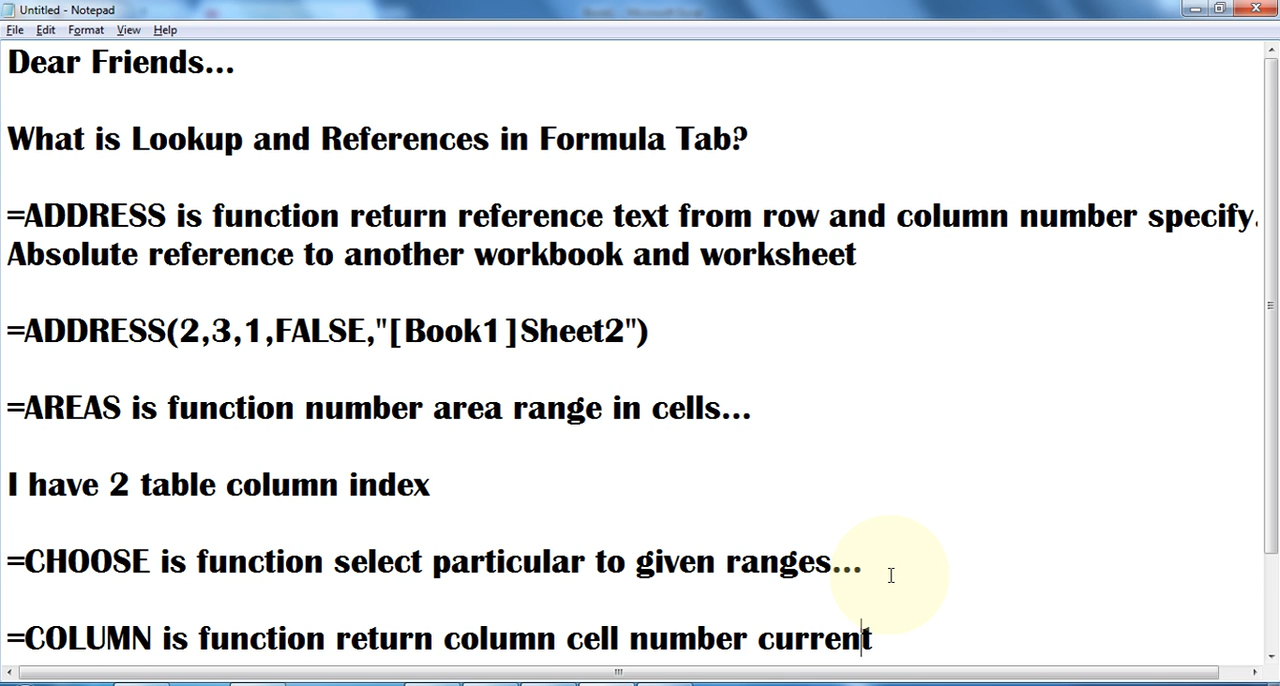 Untitled - Notepad
File Edit Format View Help
Dear Friends...
What is Lookup and References in Formula Tab?
=ADDRESS is function return reference text from row and column number specify.
Absolute reference to another workbook and worksheet
=ADDRESS(2,3,1,FALSE,"[Book1]Sheet2")
=AREAS is function number area range in cells...
I have 2 table column index
=CHOOSE is function select particular to given ranges...
=COLUMN is function return column cell number current